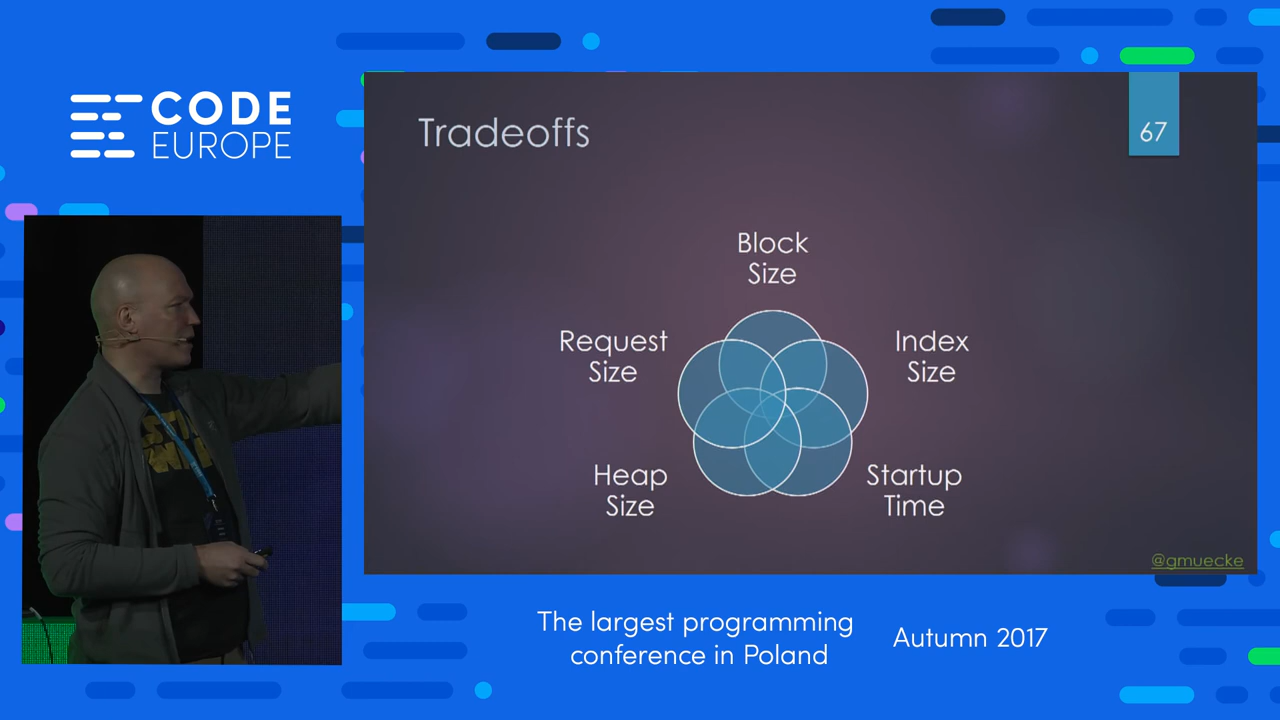 CODE
EUROPE
Tradeoffs
67
Block
Size
Request
Size
Index
Size
Heap
Size
Startup
Time
@gmuecke
The largest programming
conference in Poland
Autumn 2017